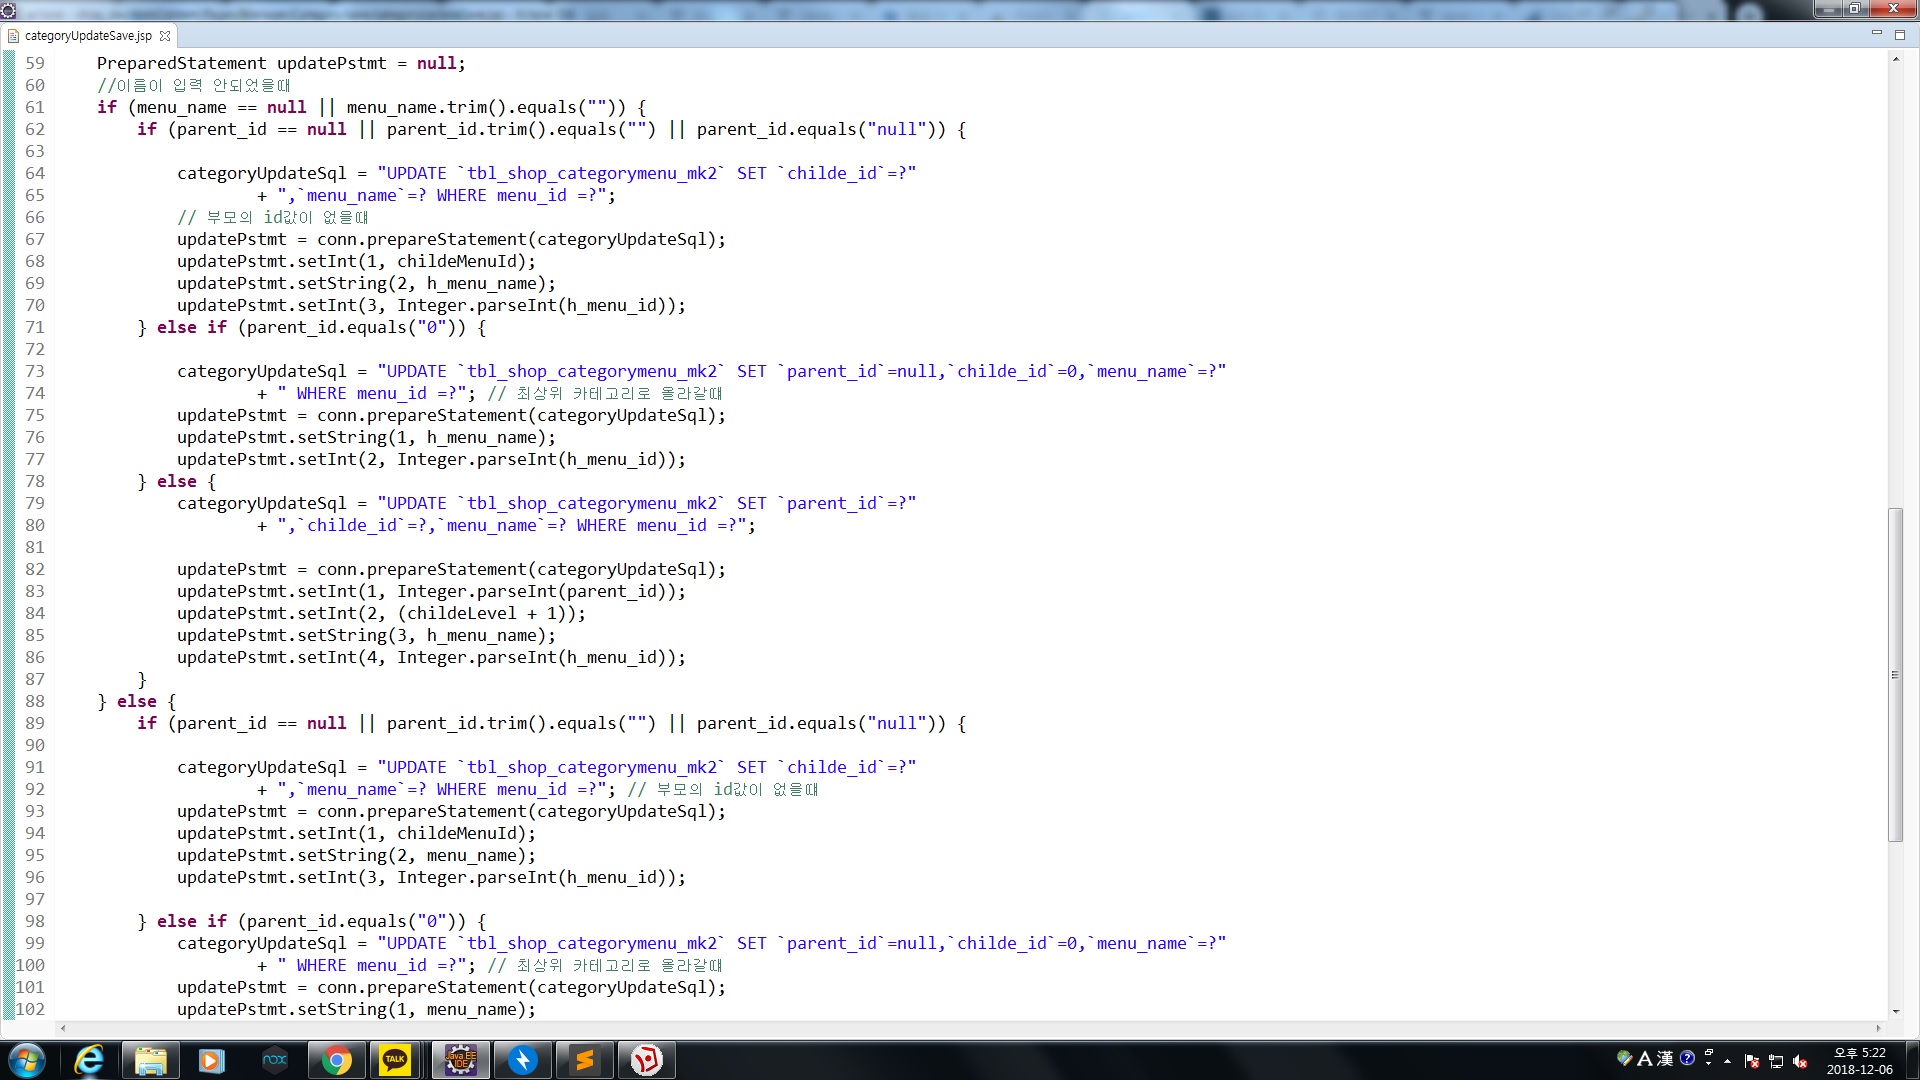 categoryUpdateSave.jsp
59 PreparedStatement updatePstmt = null;
60 //이름이 입력 안되었을때
61 if (menu_name == null || menu_name.trim().equals("")) {
62 if (parent_id == null || parent_id.trim().equals("") || parent_id.equals("null")) {
63
64 categoryUpdateSql = "UPDATE `tbl_shop_categorymenu_mk2` SET `childe_id`=?"
65 + ",`menu_name`=? WHERE menu_id =?";
66 // 부모의 id값이 없을떄
67 updatePstmt = conn.prepareStatement(categoryUpdateSql);
68 updatePstmt.setInt(1, childeMenuId);
69 updatePstmt.setString(2, h_menu_name);
70 updatePstmt.setInt(3, Integer.parseInt(h_menu_id));
71 } else if (parent_id.equals("0")) {
72
73 categoryUpdateSql = "UPDATE `tbl_shop_categorymenu_mk2` SET `parent_id`=null,`childe_id`=0,`menu_name`=?"
74 + " WHERE menu_id =?"; // 최상위 카테고리로 올라갈떄
75 updatePstmt = conn.prepareStatement(categoryUpdateSql);
76 updatePstmt.setString(1, h_menu_name);
77 updatePstmt.setInt(2, Integer.parseInt(h_menu_id));
78 } else {
79 categoryUpdateSql = "UPDATE `tbl_shop_categorymenu_mk2` SET `parent_id`=?"
80 + ",`childe_id`=?,`menu_name`=? WHERE menu_id =?";
81
82 updatePstmt = conn.prepareStatement(categoryUpdateSql);
83 updatePstmt.setInt(1, Integer.parseInt(parent_id));
84 updatePstmt.setInt(2, (childeLevel + 1));
85 updatePstmt.setString(3, h_menu_name);
86 updatePstmt.setInt(4, Integer.parseInt(h_menu_id));
87 }
88 } else {
89 if (parent_id == null || parent_id.trim().equals("") || parent_id.equals("null")) {
90
91 categoryUpdateSql = "UPDATE `tbl_shop_categorymenu_mk2` SET `childe_id`=?"
92 + ",`menu_name`=? WHERE menu_id =?"; // 부모의 id값이 없을떄
93 updatePstmt = conn.prepareStatement(categoryUpdateSql);
94 updatePstmt.setInt(1, childeMenuId);
95 updatePstmt.setString(2, menu_name);
96 updatePstmt.setInt(3, Integer.parseInt(h_menu_id));
97
98 } else if (parent_id.equals("0")) {
99 categoryUpdateSql = "UPDATE `tbl_shop_categorymenu_mk2` SET `parent_id`=null,`childe_id`=0,`menu_name`=?"
100 + " WHERE menu_id =?"; // 최상위 카테고리로 올라갈떄
101 updatePstmt = conn.prepareStatement(categoryUpdateSql);
102 updatePstmt.setString(1, menu_name);
nox
TALK
Java EE IDE
A 漢
오후 5:22
2018-12-06